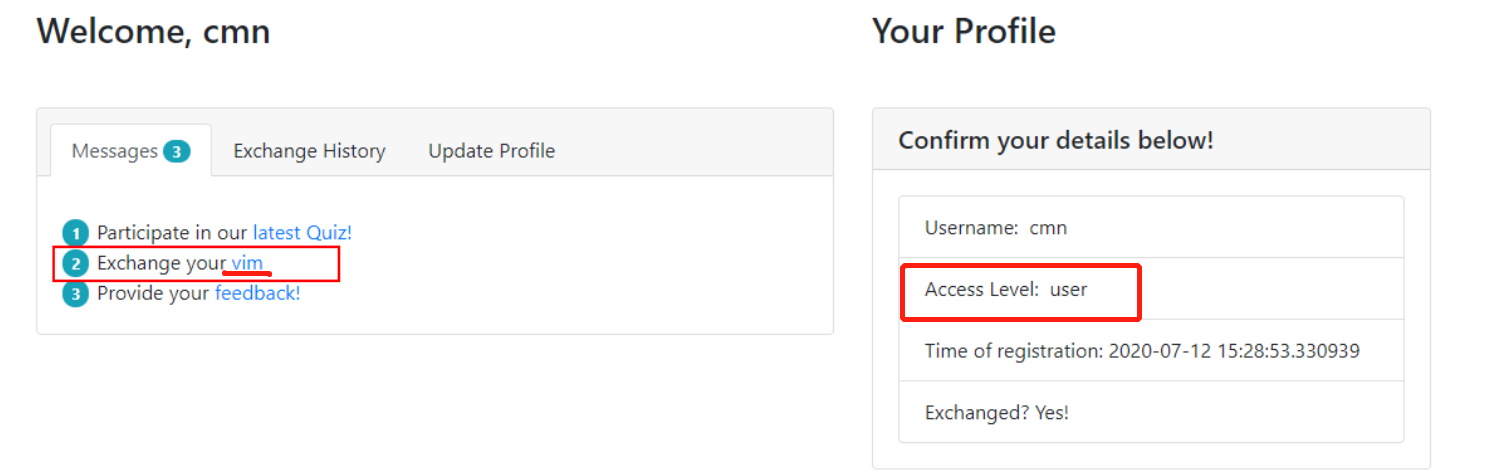 Welcome, cmn
Messages 3
Exchange History
Update Profile
1 Participate in our latest Quiz!
2 Exchange your vim
3 Provide your feedback!
Your Profile
Confirm your details below!
Username: cmn
Access Level: user
Time of registration: 2020-07-12 15:28:53.330939
Exchanged? Yes!